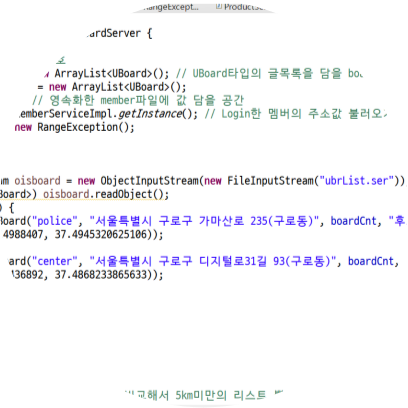 ardServer {
ArrayList<UBoard>(); // UBoard타입의 글목록을 담을
= new ArrayList<UBoard>();
// 영속화한 member파일에 값 담을 공간
emberServiceImpl.getInstance(); // Login한 멤버의 주소값 불러오
new RangeException();
am oisboard = new ObjectInputStream(new FileInputStream("ubrList.ser"))
Board>) oisboard.readObject();
) {
Board("police", "서울특별시 구로구 가마산로 235(구로동)", boardCnt, "후
4988407, 37.4945320625106));
ard("center", "서울특별시 구로구 디지털로31길 93(구로동)", boardCnt,
36892, 37.4868233865633));
비교해서 5km미만의 리스트